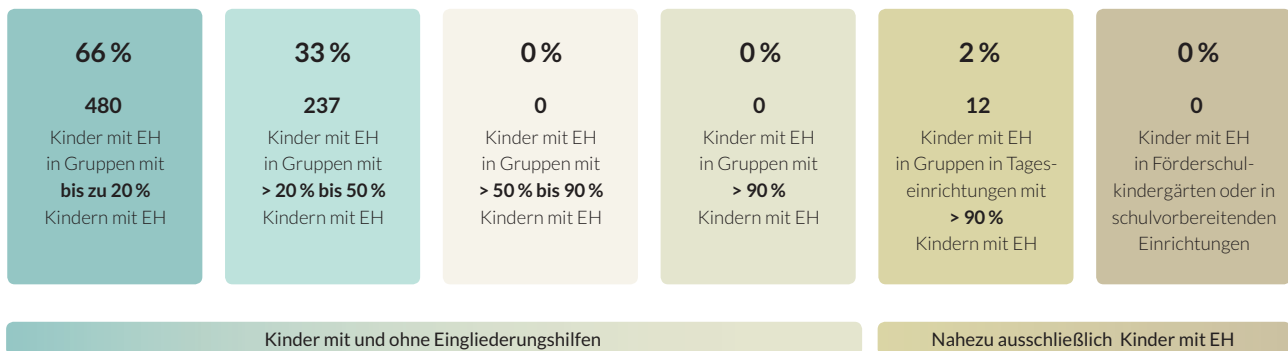 66 %
480
Kinder mit EH
in Gruppen mit
bis zu 20 %
Kindern mit EH
33 %
237
Kinder mit EH
in Gruppen mit
> 20 % bis 50 %
Kindern mit EH
0 %
0
Kinder mit EH
in Gruppen mit
> 50 % bis 90 %
Kindern mit EH
0 %
0
Kinder mit EH
in Gruppen mit
> 90 %
Kindern mit EH
2 %
12
Kinder mit EH
in Gruppen in Tages-
einrichtungen mit
> 90 %
Kindern mit EH
0 %
0
Kinder mit EH
in Förderschul-
kindergärten oder in
schulvorbereitenden
Einrichtungen
Kinder mit und ohne Eingliederungshilfen
Nahezu ausschließlich Kinder mit EH